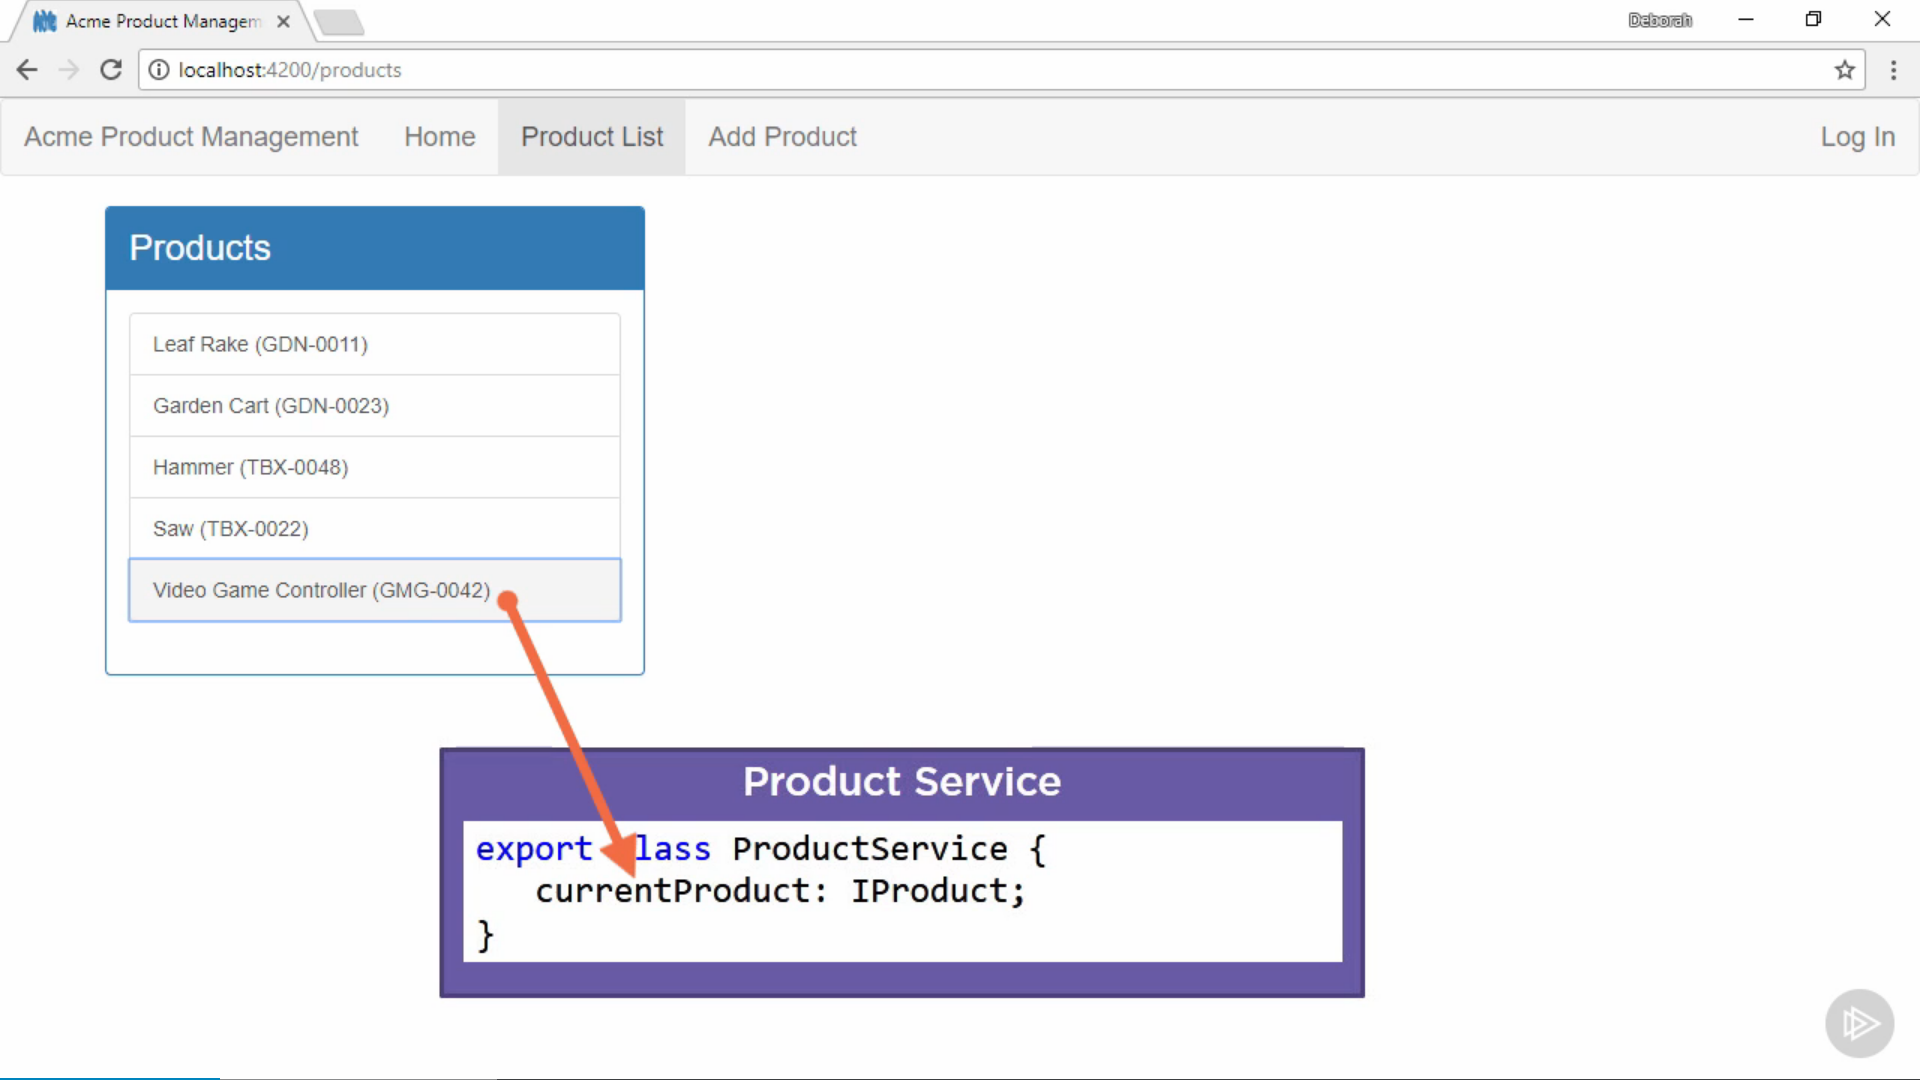 Acme Product Managem
Deborah
localhost:4200/products
Acme Product Management Home Product List Add Product Log In
Products
Leaf Rake (GDN-0011)
Garden Cart (GDN-0023)
Hammer (TBX-0048)
Saw (TBX-0022)
Video Game Controller (GMG-0042)
Product Service
export class ProductService {
currentProduct: IProduct;
}